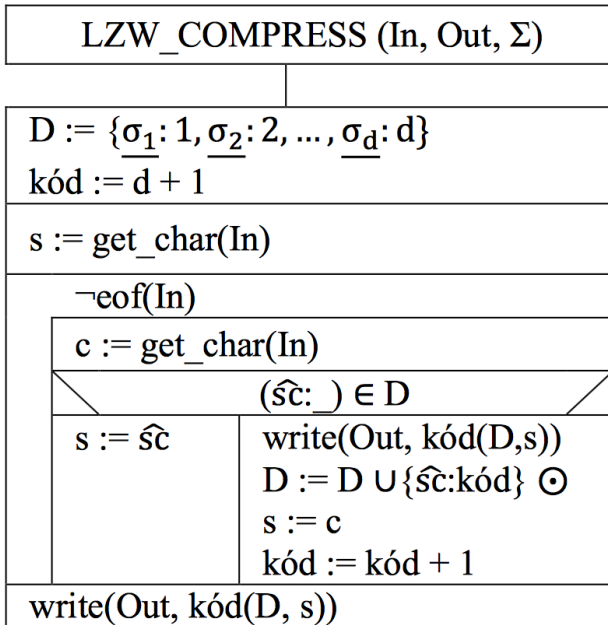 LZW_COMPRESS (In, Out, Σ)
D := {σ₁: 1, σ₂: 2, ..., σd: d}
kód := d + 1
s := get_char(In)
¬eof(In)
c := get_char(In)
(ŝc:_) ∈ D
s := ŝc
write(Out, kód(D,s))
D := D ∪{ŝc:kód} ⊙
s := c
kód := kód + 1
write(Out, kód(D, s))